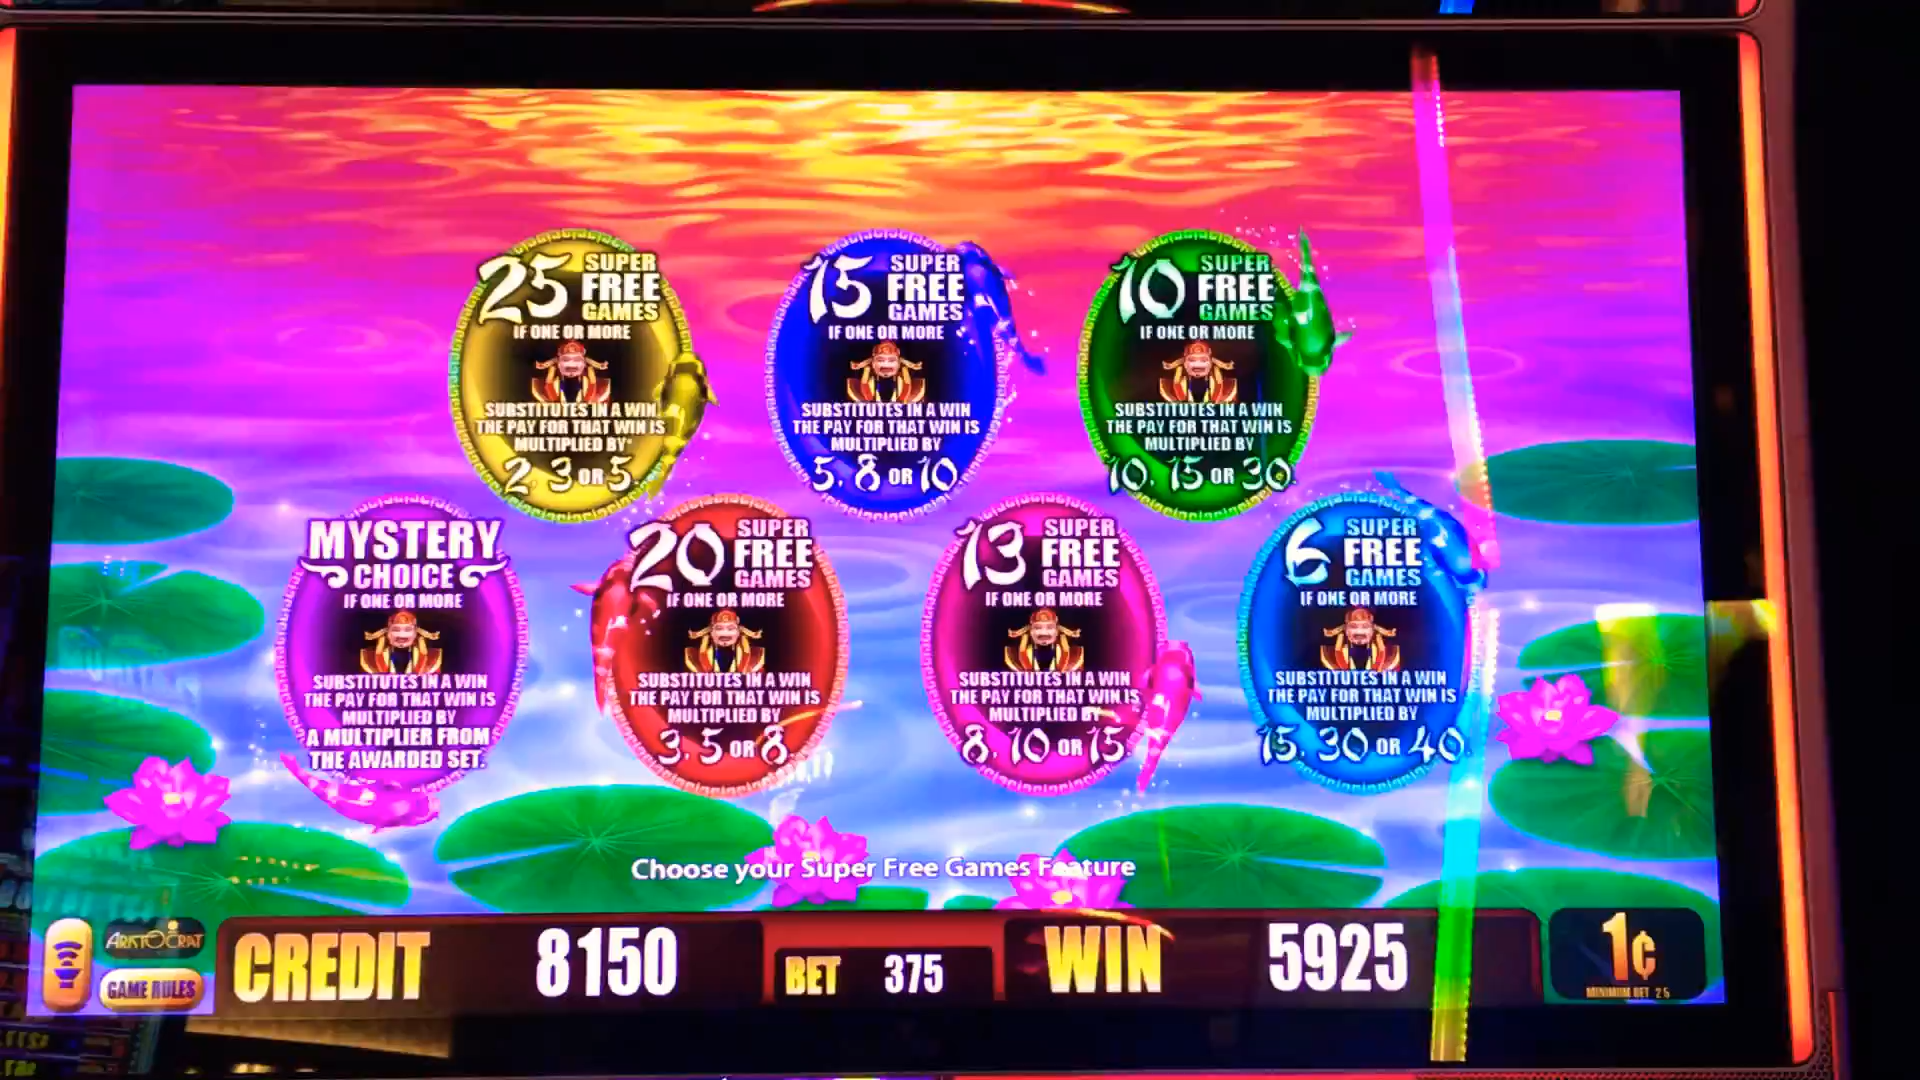 25 SUPER
FREE
GAMES
IF ONE OR MORE
SUBSTITUTES IN A WIN
THE PAY FOR THAT WIN IS
MULTIPLIED BY
2, 3 OR 5.
15 SUPER
FREE
GAMES
IF ONE OR MORE
SUBSTITUTES IN A WIN
THE PAY FOR THAT WIN IS
MULTIPLIED BY
5, 8 OR 10.
10 SUPER
FREE
GAMES
IF ONE OR MORE
SUBSTITUTES IN A WIN
THE PAY FOR THAT WIN IS
MULTIPLIED BY
10, 15 OR 30.
MYSTERY
CHOICE
IF ONE OR MORE
SUBSTITUTES IN A WIN
THE PAY FOR THAT WIN IS
MULTIPLIED BY
A MULTIPLIER FROM
THE AWARDED SET.
20 SUPER
FREE
GAMES
IF ONE OR MORE
SUBSTITUTES IN A WIN
THE PAY FOR THAT WIN IS
MULTIPLIED BY
3, 5 OR 8.
13 SUPER
FREE
GAMES
IF ONE OR MORE
SUBSTITUTES IN A WIN
THE PAY FOR THAT WIN IS
MULTIPLIED BY
8, 10 OR 15.
6 SUPER
FREE
GAMES
IF ONE OR MORE
SUBSTITUTES IN A WIN
THE PAY FOR THAT WIN IS
MULTIPLIED BY
15, 30 OR 40.
Choose your Super Free Games Feature
ARISTOCRAT
GAME RULES
CREDIT 8150
BET 375
WIN 5925
1¢
MINIMUM BET 25